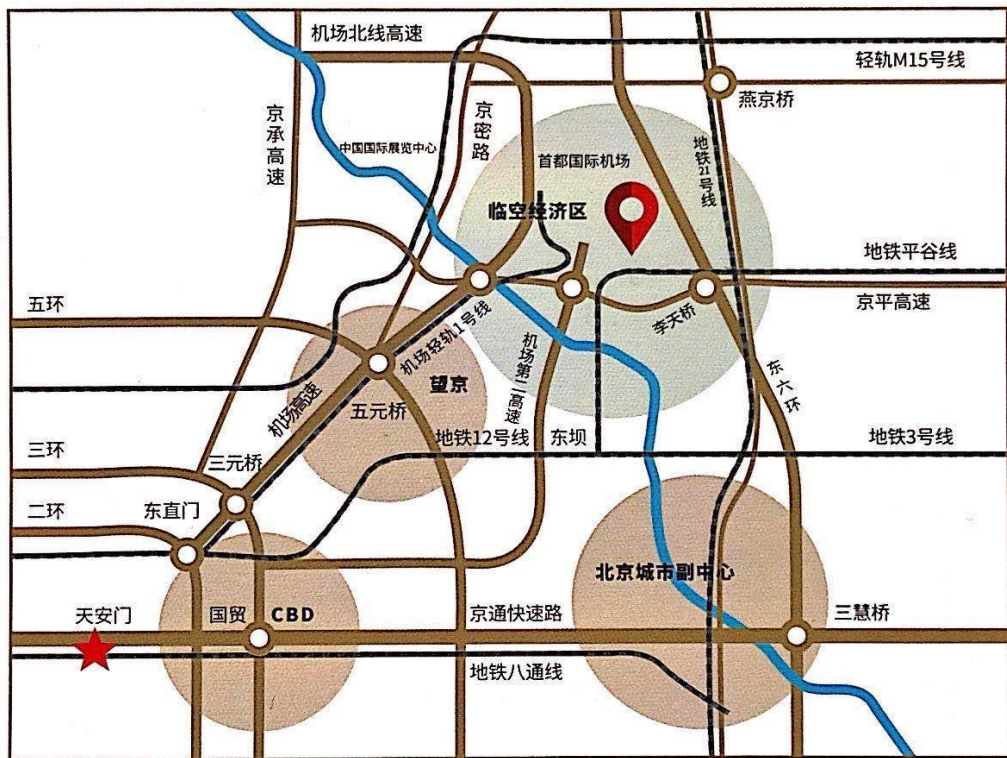 机场北线高速
轻轨M15号线
燕京桥
京承高速
京密路
中国国际展览中心
首都国际机场
地铁21号线
临空经济区
地铁平谷线
五环
京平高速
李天桥
机场轻轨1号线
机场第二高速
望京
东六环
机场高速
五元桥
地铁12号线
东坝
地铁3号线
三环
三元桥
二环
东直门
北京城市副中心
天安门
国贸
CBD
京通快速路
三慧桥
地铁八通线